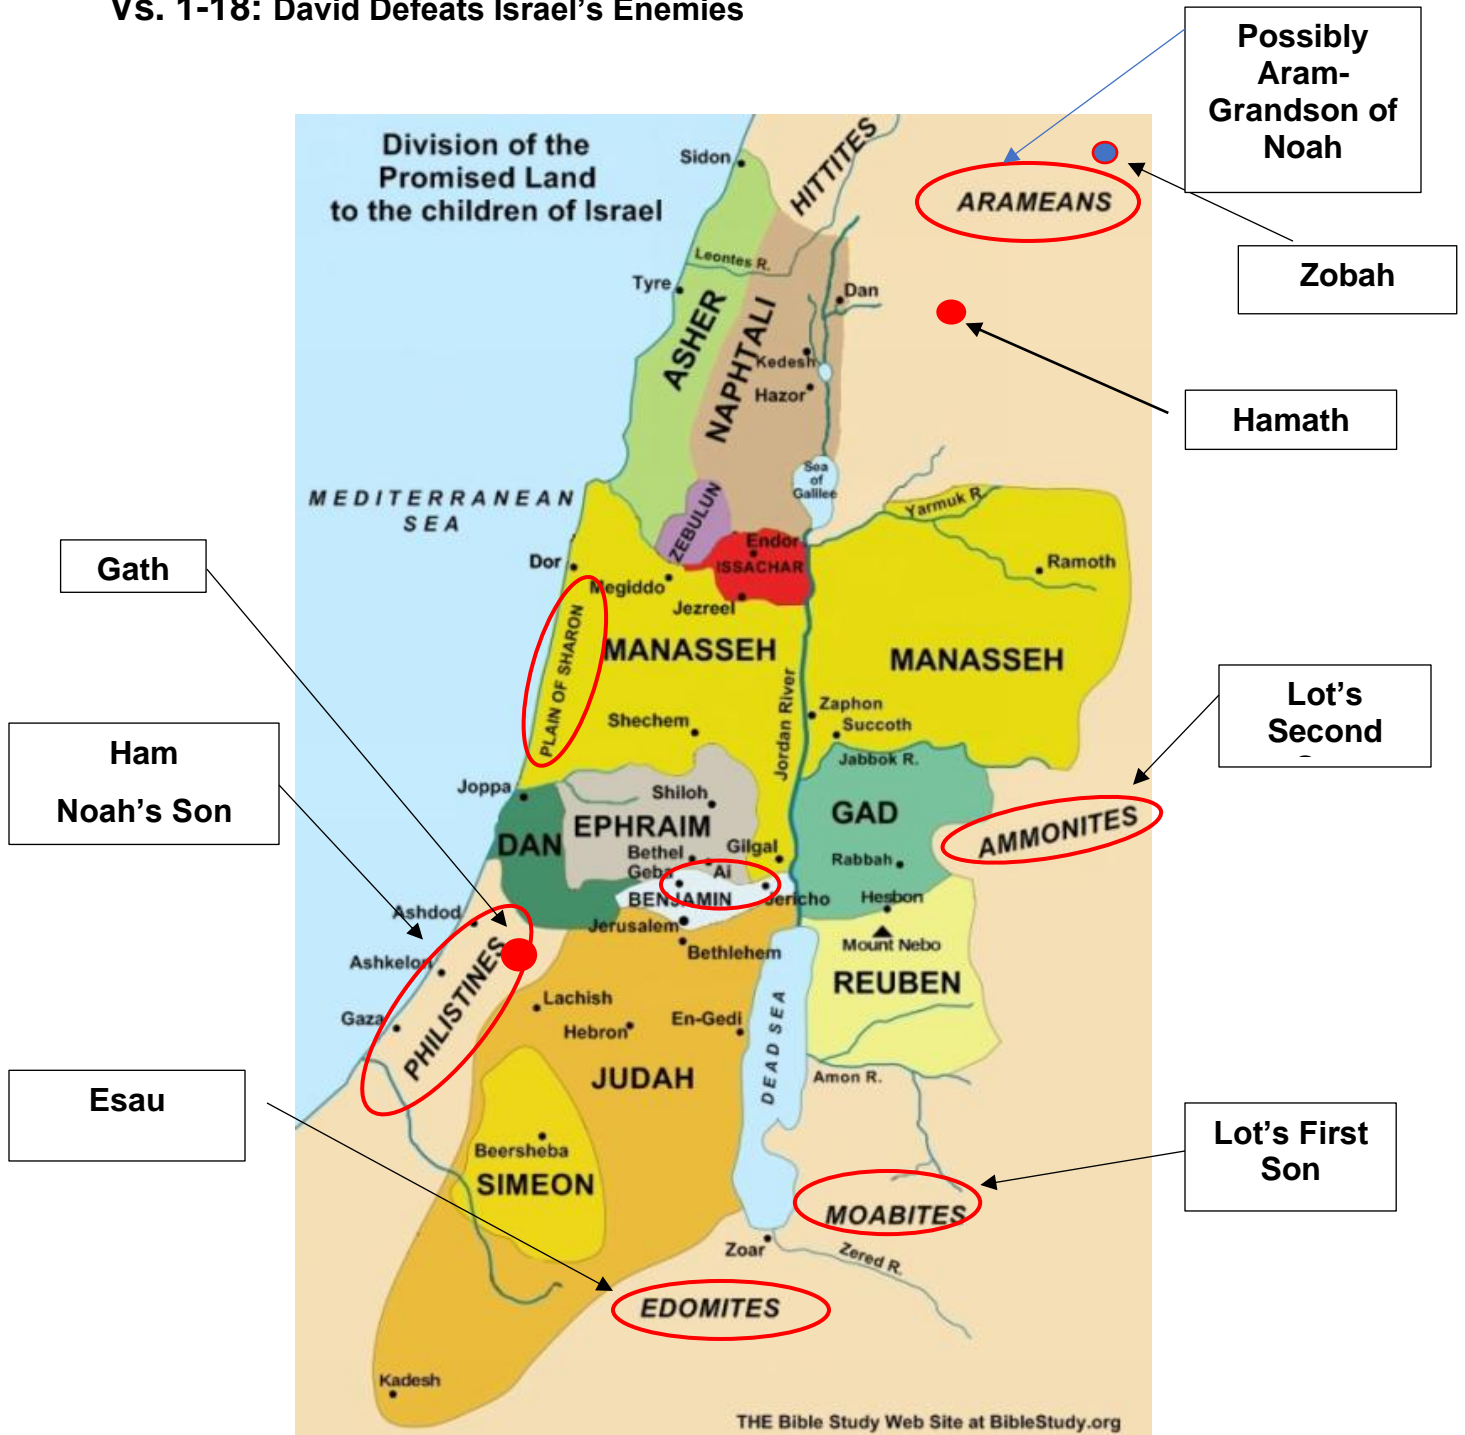 Vs. 1-18: David Defeats Israel’s Enemies
Possibly
Aram-
Grandson of
Noah
Division of the
Promised Land
to the children of Israel
Sidon
HITTITES
ARAMEANS
Zobah
Leontes R.
Tyre
Dan
ASHER
NAPHTALI
Kedesh
Hazor
Hamath
MEDITERRANEAN
SEA
Sea
of
Galilee
ZEBULUN
Yarmuk R.
Gath
Dor
Endor
ISSACHAR
Ramoth
Megiddo
Jezreel
PLAIN OF SHARON
MANASSEH
MANASSEH
Jordan River
Zaphon
Succoth
Shechem
Jabbok R.
Lot’s
Second
Ham
Noah’s Son
Joppa
Shiloh
GAD
DAN
EPHRAIM
AMMONITES
Bethel
Gilgal
Rabbah
Geba
Ai
BENJAMIN
Jericho
Hesbon
Ashdod
Jerusalem
Mount Nebo
Bethlehem
Ashkelon
PHILISTINES
REUBEN
Lachish
Gaza
Hebron
En-Gedi
DEAD SEA
JUDAH
Amon R.
Esau
Beersheba
SIMEON
Lot’s First
Son
MOABITES
Zoar
Zered R.
EDOMITES
Kadesh
THE Bible Study Web Site at BibleStudy.org